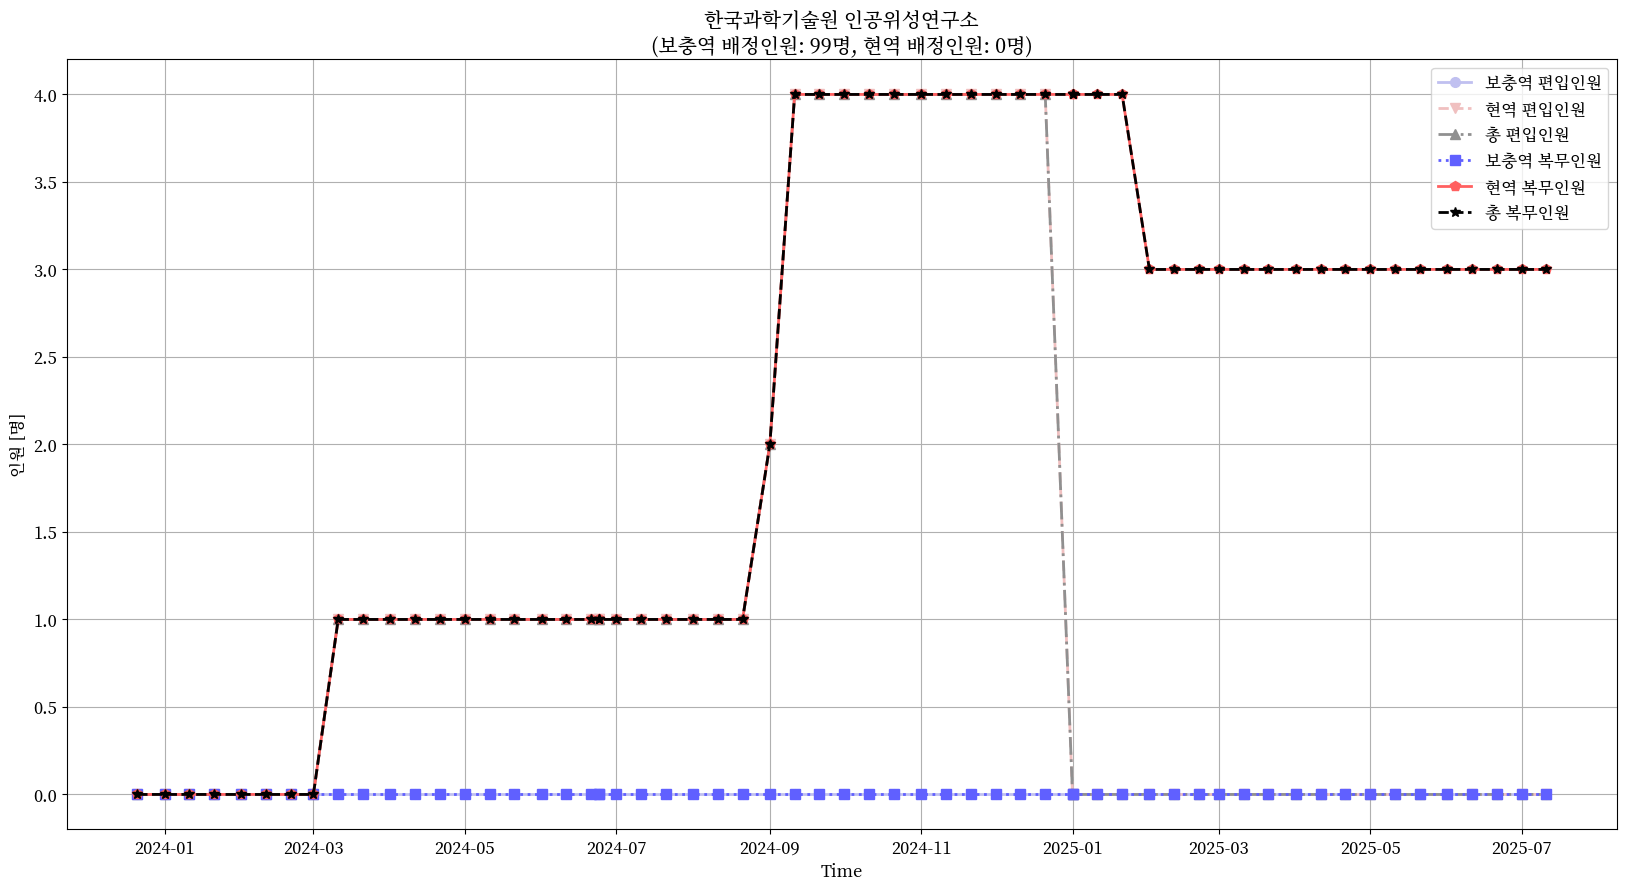 한국과학기술원 인공위성연구소
(보충역 배정인원: 99명, 현역 배정인원: 0명)
보충역 편입인원
현역 편입인원
총 편입인원
보충역 복무인원
현역 복무인원
총 복무인원
인원 [명]
4.0
3.5
3.0
2.5
2.0
1.5
1.0
0.5
0.0
2024-01 2024-03 2024-05 2024-07 2024-09 2024-11 2025-01 2025-03 2025-05 2025-07
Time